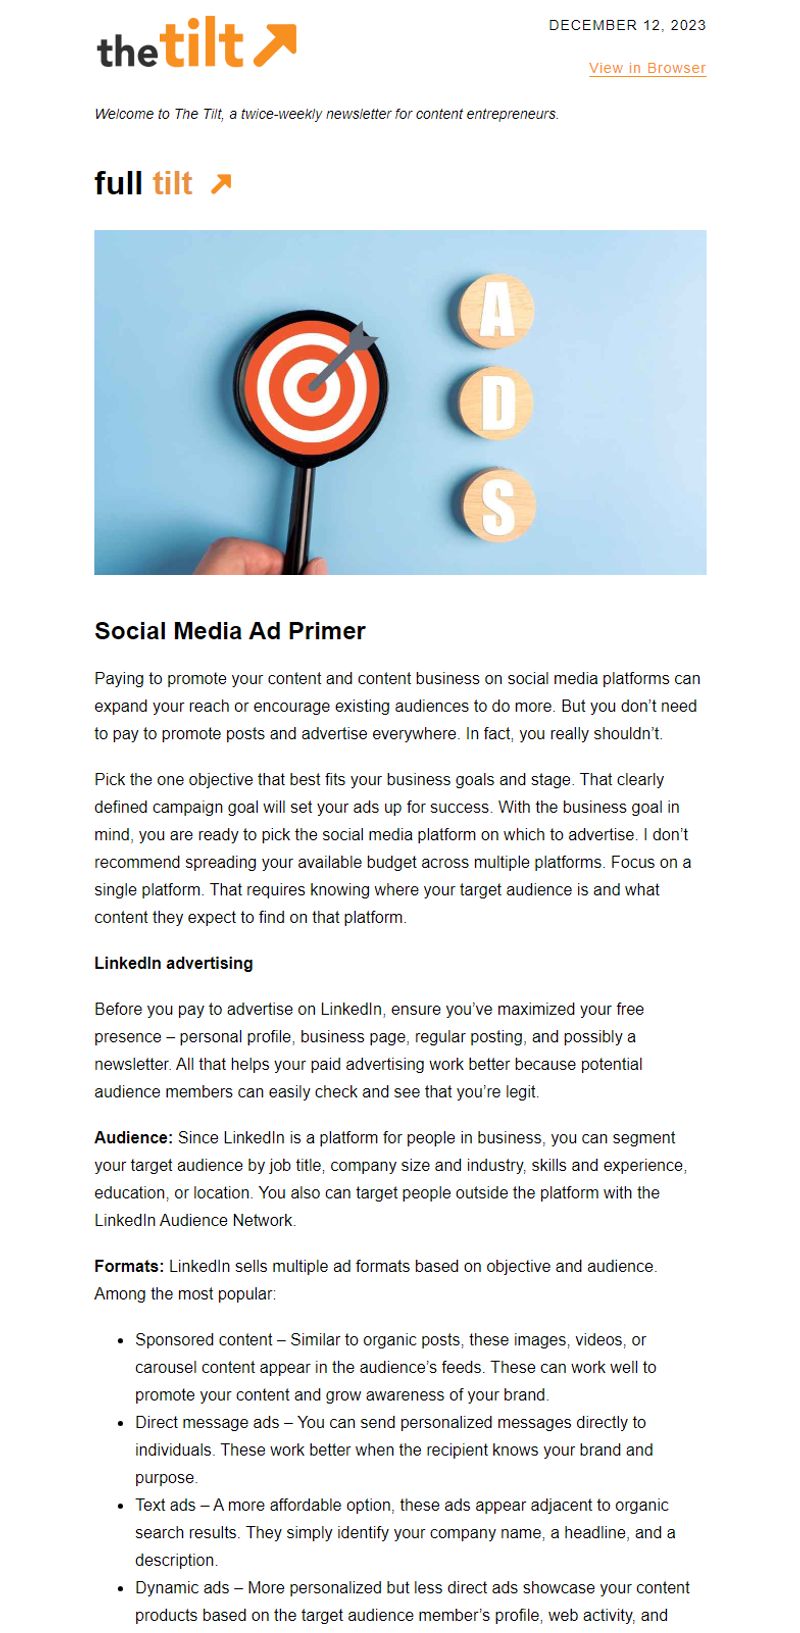 the tilt
DECEMBER 12, 2023
View in Browser
Welcome to The Tilt, a twice-weekly newsletter for content entrepreneurs.
full tilt
A
D
S
Social Media Ad Primer
Paying to promote your content and content business on social media platforms can
expand your reach or encourage existing audiences to do more. But you don’t need
to pay to promote posts and advertise everywhere. In fact, you really shouldn’t.
Pick the one objective that best fits your business goals and stage. That clearly
defined campaign goal will set your ads up for success. With the business goal in
mind, you are ready to pick the social media platform on which to advertise. I don’t
recommend spreading your available budget across multiple platforms. Focus on a
single platform. That requires knowing where your target audience is and what
content they expect to find on that platform.
LinkedIn advertising
Before you pay to advertise on LinkedIn, ensure you’ve maximized your free
presence – personal profile, business page, regular posting, and possibly a
newsletter. All that helps your paid advertising work better because potential
audience members can easily check and see that you’re legit.
Audience: Since LinkedIn is a platform for people in business, you can segment
your target audience by job title, company size and industry, skills and experience,
education, or location. You also can target people outside the platform with the
LinkedIn Audience Network.
Formats: LinkedIn sells multiple ad formats based on objective and audience.
Among the most popular:
• Sponsored content – Similar to organic posts, these images, videos, or
carousel content appear in the audience’s feeds. These can work well to
promote your content and grow awareness of your brand.
• Direct message ads – You can send personalized messages directly to
individuals. These work better when the recipient knows your brand and
purpose.
• Text ads – A more affordable option, these ads appear adjacent to organic
search results. They simply identify your company name, a headline, and a
description.
• Dynamic ads – More personalized but less direct ads showcase your content
products based on the target audience member’s profile, web activity, and